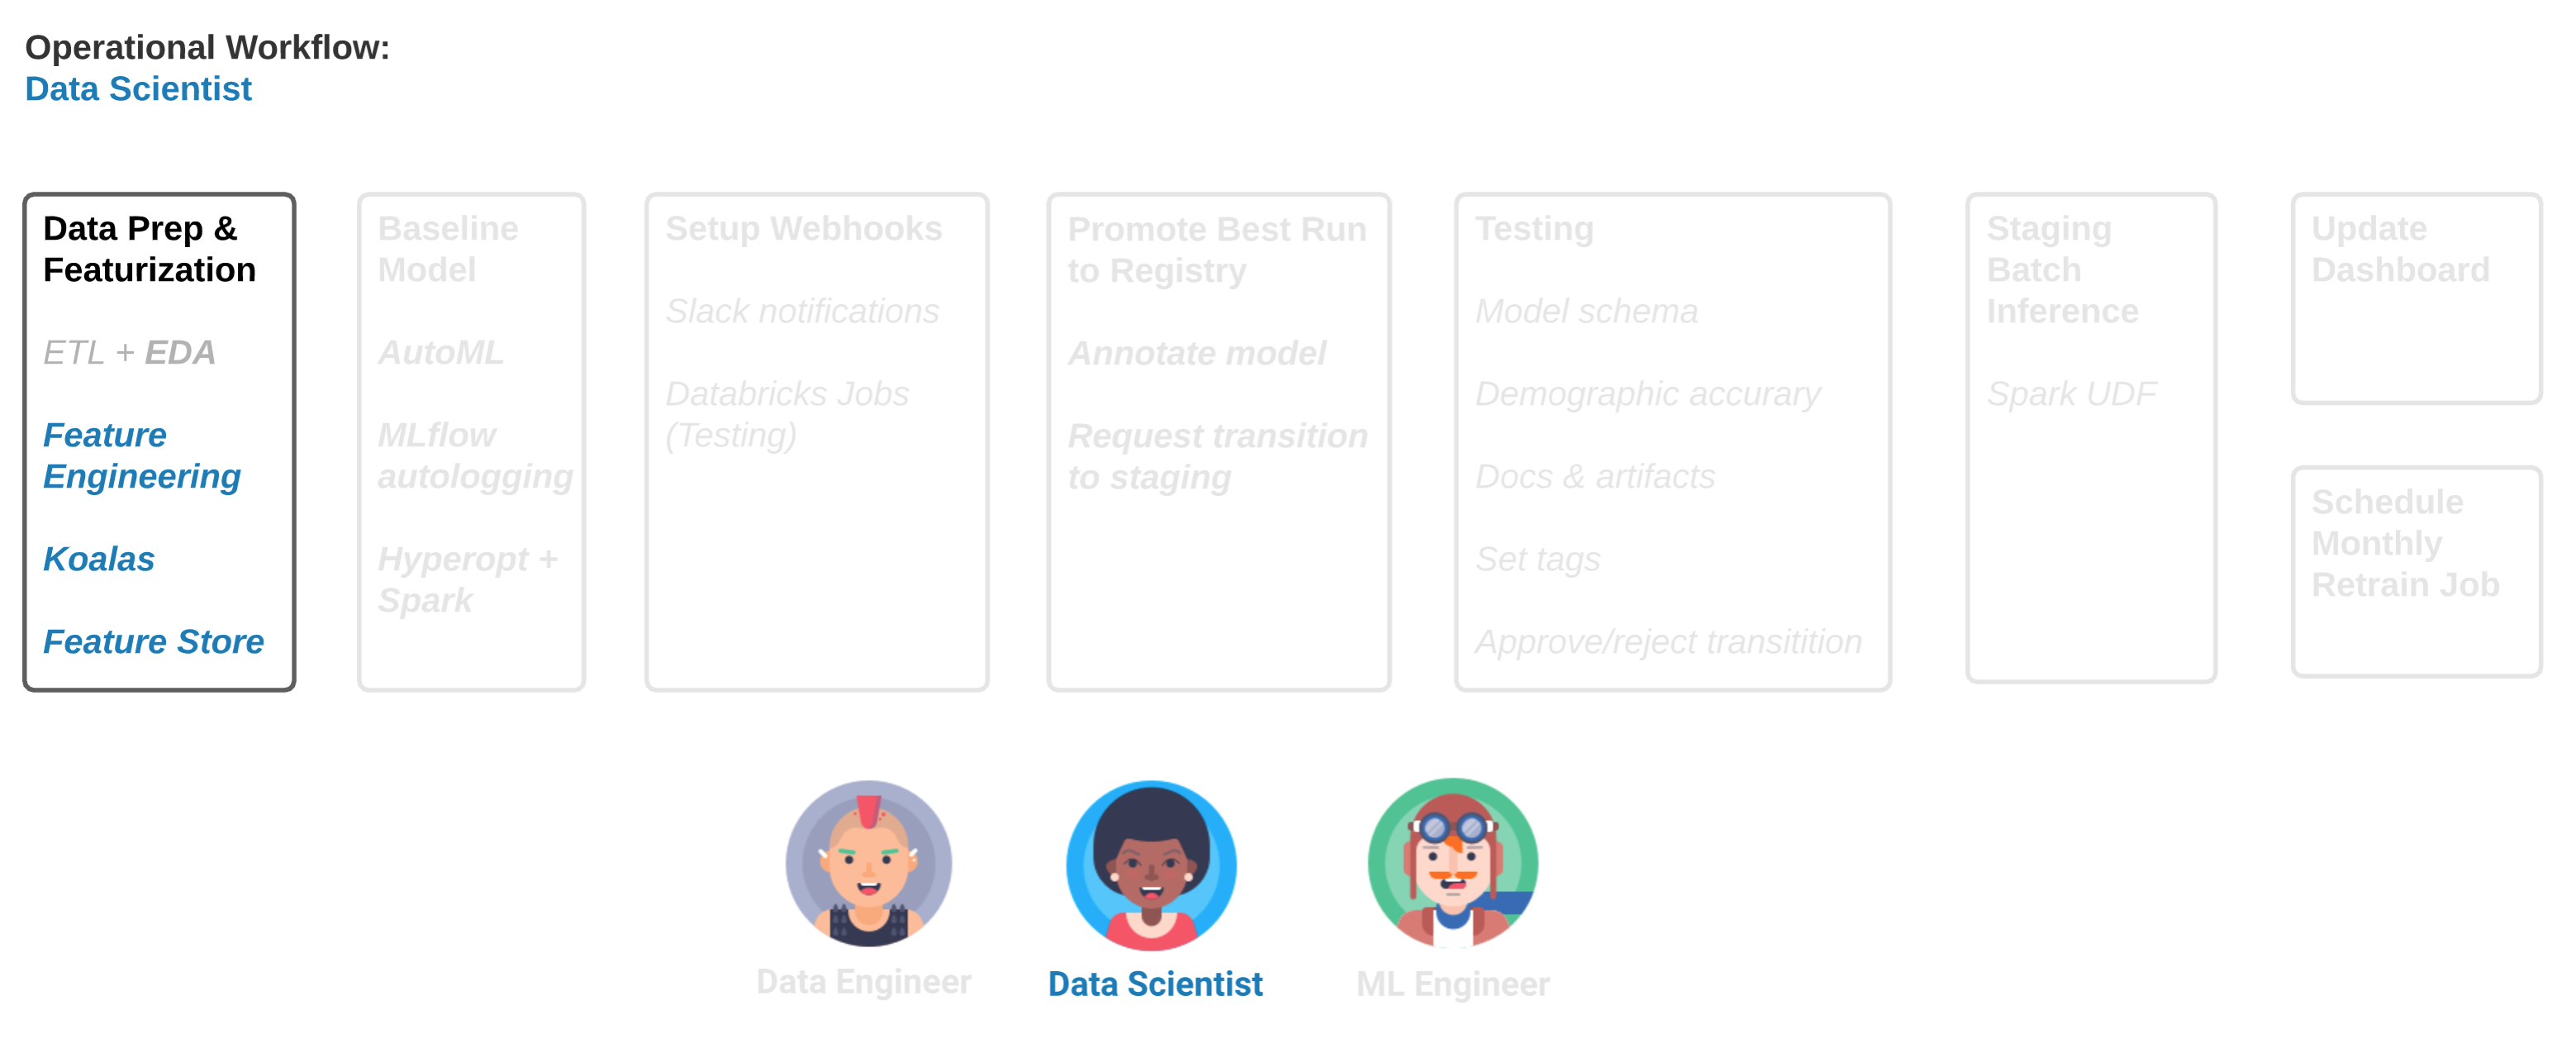 Operational Workflow:
Data Scientist
Data Prep &
Featurization
ETL + EDA
Feature
Engineering
Koalas
Feature Store
Baseline
Model
AutoML
MLflow
autologging
Hyperopt +
Spark
Setup Webhooks
Slack notifications
Databricks Jobs
(Testing)
Promote Best Run
to Registry
Annotate model
Request transition
to staging
Testing
Model schema
Demographic accurary
Docs & artifacts
Set tags
Approve/reject transitition
Staging
Batch
Inference
Spark UDF
Update
Dashboard
Schedule
Monthly
Retrain Job
Data Engineer
Data Scientist
ML Engineer